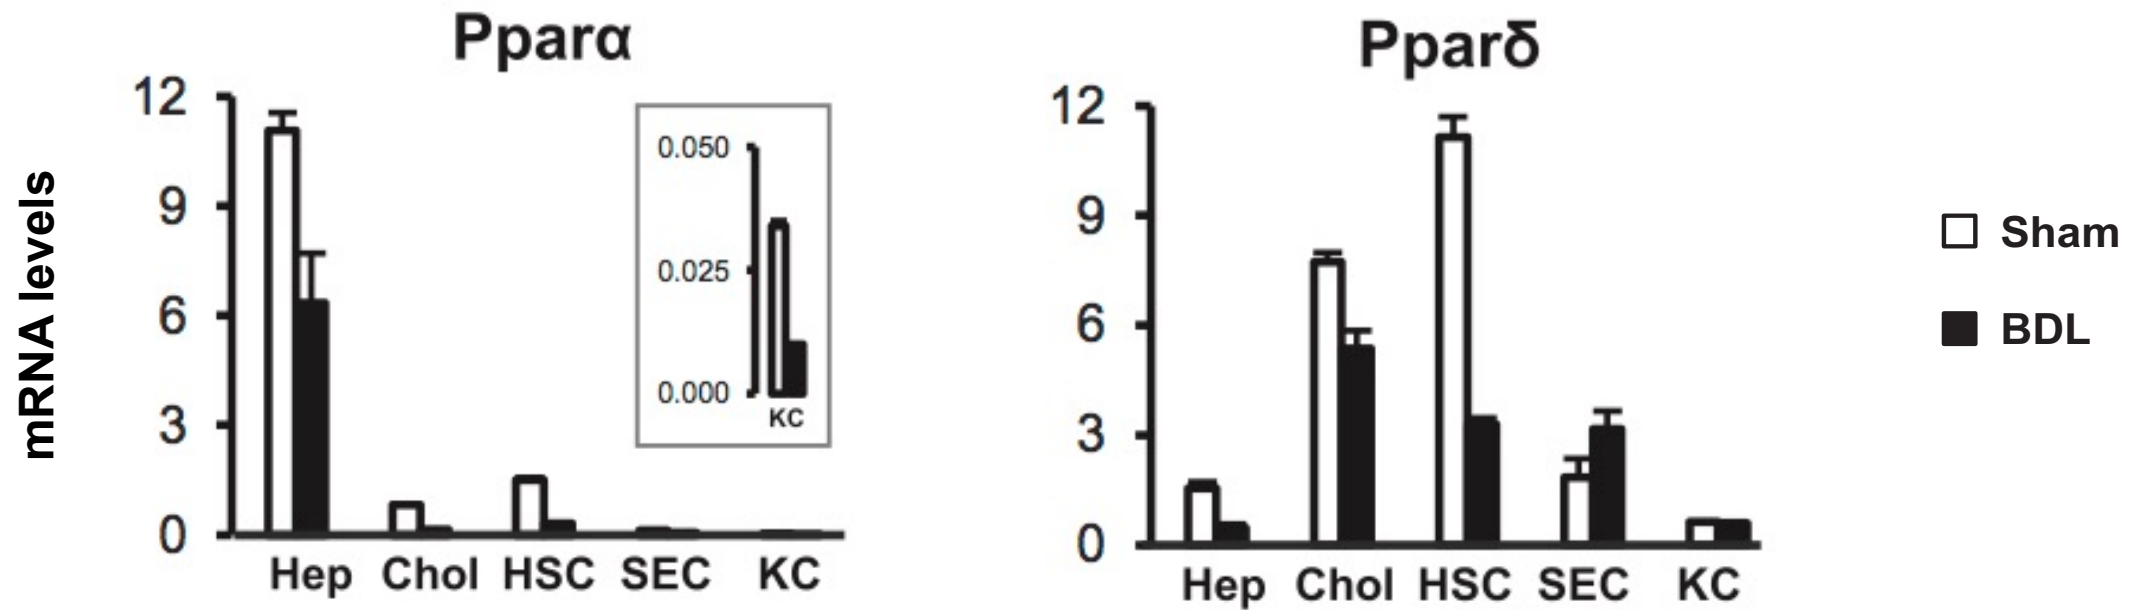 Pparα
mRNA levels
12
9
6
3
0
Hep Chol HSC SEC KC
0.050
0.025
0.000
KC
Pparδ
12
9
6
3
0
Hep Chol HSC SEC KC
Sham
BDL